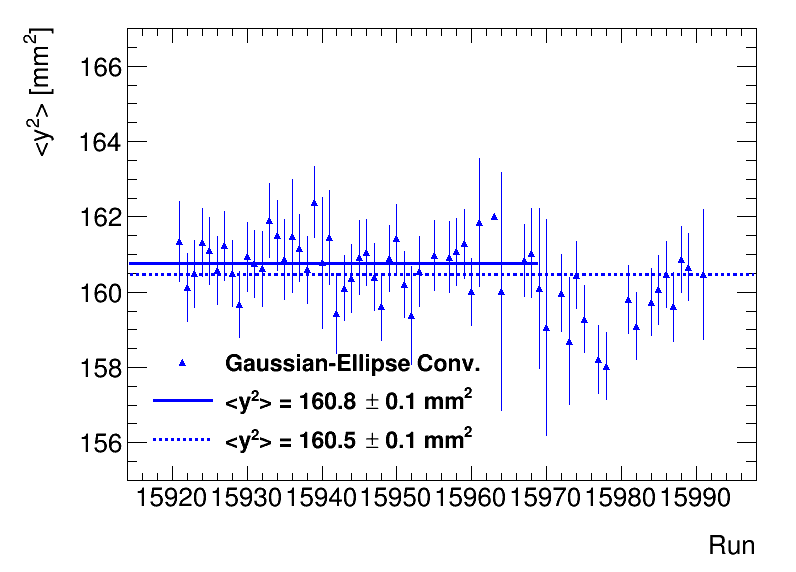 <y²> [mm²]
166
164
162
160
158
156
Gaussian-Ellipse Conv.
<y²> = 160.8 ± 0.1 mm²
<y²> = 160.5 ± 0.1 mm²
15920 15930 15940 15950 15960 15970 15980 15990
Run